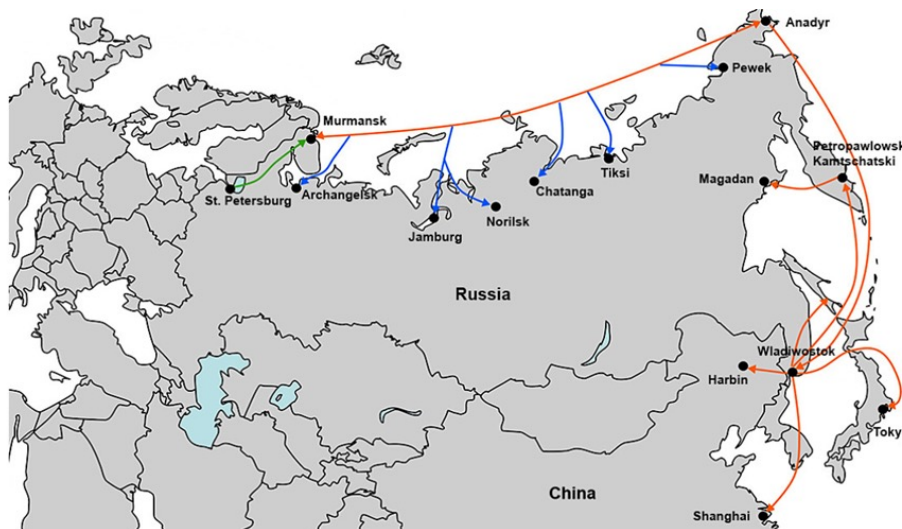 Anadyr
Pewek
Murmansk
Petropawlowsk
Kamtschatski
Tiksi
Magadan
Chatanga
St. Petersburg
Archangelsk
Norilsk
Jamburg
Russia
Wladiwostok
Harbin
Toky
China
Shanghai